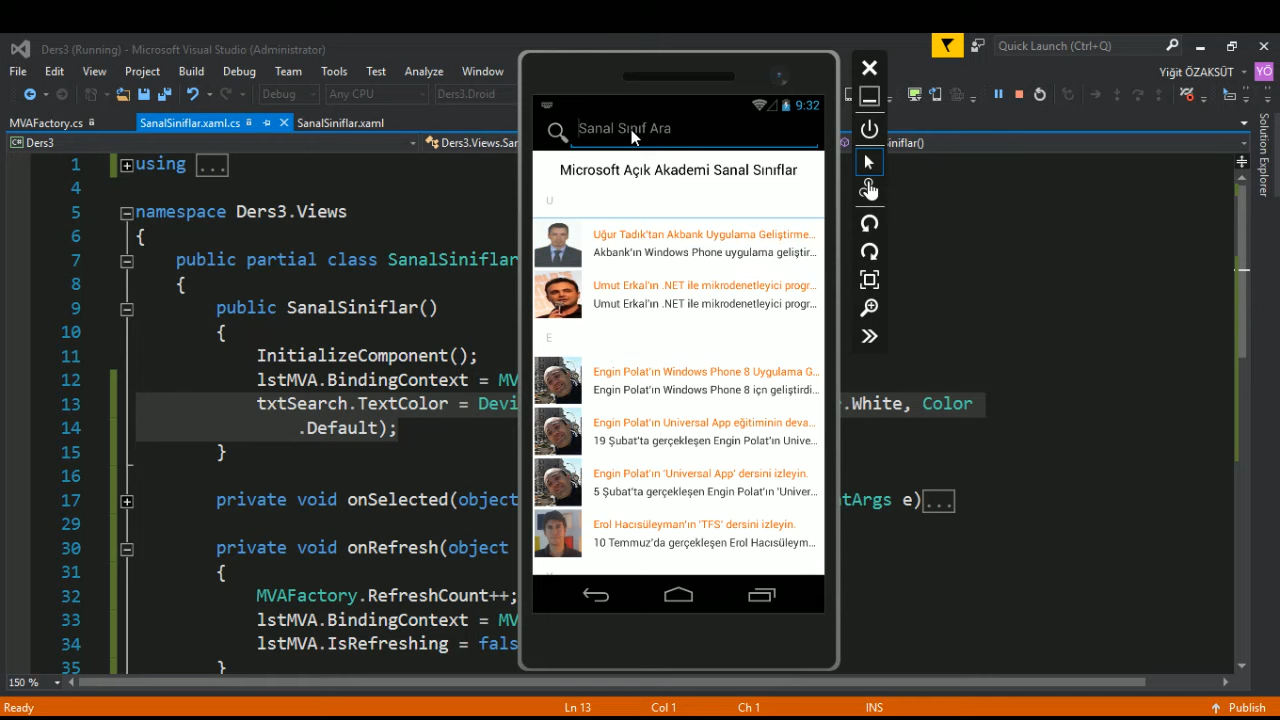 Ders3 (Running) - Microsoft Visual Studio (Administrator)
Quick Launch (Ctrl+Q)
File Edit View Project Build Debug Team Tools Test Analyze Window
Yiğit ÖZAKSÜT YÖ
Debug Any CPU Ders3.Droid
MVAFactory.cs SanalSiniflar.xaml.cs SanalSiniflar.xaml
Ders3 Ders3.Views.San niflar()
Solution Explorer
9:32
Sanal Sınıf Ara
Microsoft Açık Akademi Sanal Sınıflar
U
Uğur Tadık'tan Akbank Uygulama Geliştirme...
Akbank'ın Windows Phone uygulama geliştir...
Umut Erkal'ın .NET ile mikrodenetleyici progr...
Umut Erkal'ın .NET ile mikrodenetleyici progr...
E
Engin Polat'ın Windows Phone 8 Uygulama G...
Engin Polat'ın Windows Phone 8 içn geliştirdi...
Engin Polat'ın Universal App eğitiminin deva...
19 Şubat'ta gerçekleşen Engin Polat'ın Unive...
Engin Polat'ın 'Universal App' dersini izleyin.
5 Şubat'ta gerçekleşen Engin Polat'ın 'Univer...
Erol Hacısüleyman'ın 'TFS' dersini izleyin.
10 Temmuz'da gerçekleşen Erol Hacısüleym...
1 using ...
5 namespace Ders3.Views
6 {
7 public partial class SanalSiniflar
8 {
9 public SanalSiniflar()
10 {
11 InitializeComponent();
12 lstMVA.BindingContext = MV
13 txtSearch.TextColor = Devi .White, Color
14 .Default);
15 }
16
17 private void onSelected(object ntArgs e)...
29
30 private void onRefresh(object
31 {
32 MVAFactory.RefreshCount++;
33 lstMVA.BindingContext = MV
34 lstMVA.IsRefreshing = fals
35 }
150 %
Ready Ln 13 Col 1 Ch 1 INS Publish